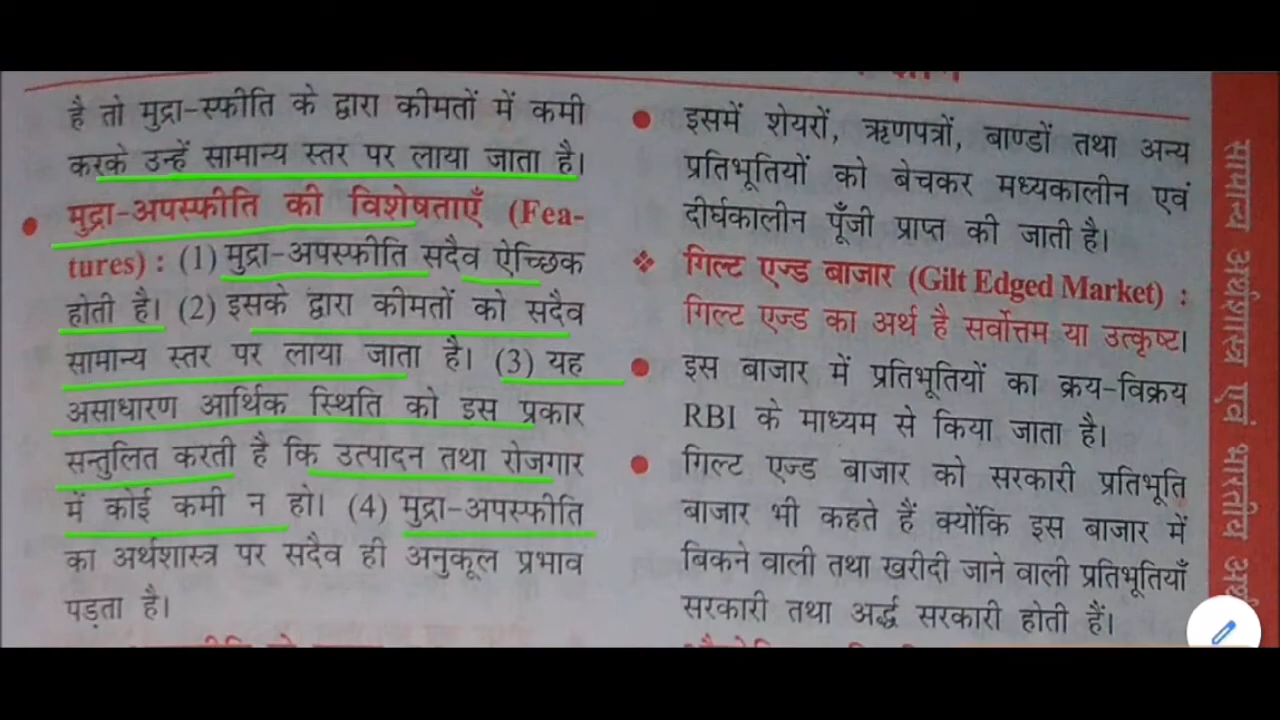 है तो मुद्रा-स्फीति के द्वारा कीमतों में कमी
करके उन्हें सामान्य स्तर पर लाया जाता है।
मुद्रा-अपस्फीति की विशेषताएँ (Fea-
tures) : (1) मुद्रा-अपस्फीति सदैव ऐच्छिक
होती है। (2) इसके द्वारा कीमतों को सदैव
सामान्य स्तर पर लाया जाता है। (3) यह
असाधारण आर्थिक स्थिति को इस प्रकार
सन्तुलित करती है कि उत्पादन तथा रोजगार
में कोई कमी न हो। (4) मुद्रा-अपस्फीति
का अर्थशास्त्र पर सदैव ही अनुकूल प्रभाव
पड़ता है।
इसमें शेयरों, ऋणपत्रों, बाण्डों तथा अन्य
प्रतिभूतियों को बेचकर मध्यकालीन एवं
दीर्घकालीन पूँजी प्राप्त की जाती है।
गिल्ट एज्ड बाजार (Gilt Edged Market) :
गिल्ट एज्ड का अर्थ है सर्वोत्तम या उत्कृष्ट।
इस बाजार में प्रतिभूतियों का क्रय-विक्रय
RBI के माध्यम से किया जाता है।
गिल्ट एज्ड बाजार को सरकारी प्रतिभूति
बाजार भी कहते हैं क्योंकि इस बाजार में
बिकने वाली तथा खरीदी जाने वाली प्रतिभूतियाँ
सरकारी तथा अर्द्ध सरकारी होती हैं।
सामान्य अर्थशास्त्र एवं भारतीय